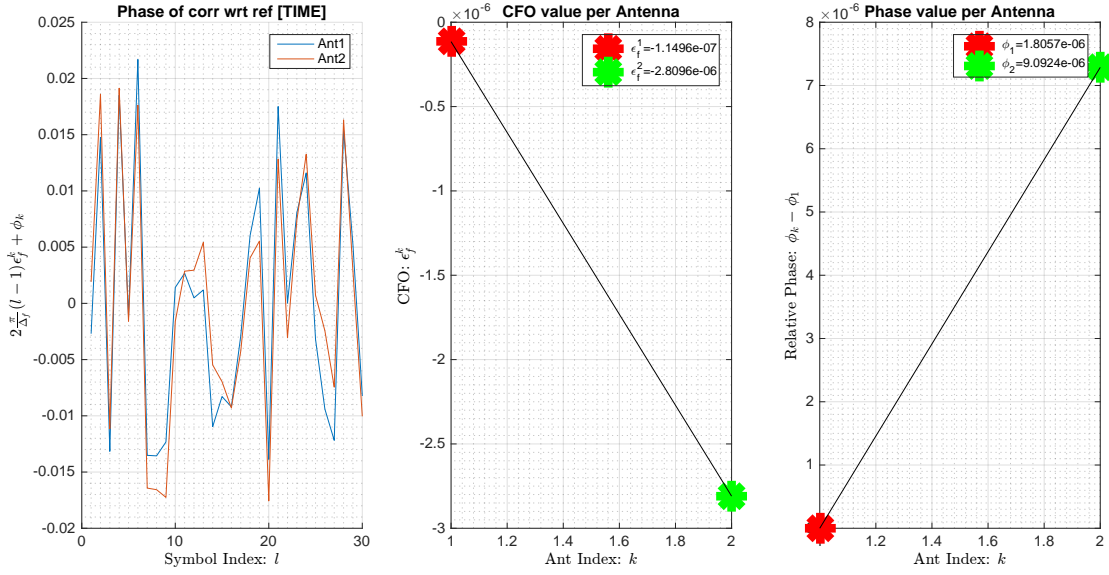 Phase of corr wrt ref [TIME]
0.025
0.02
0.015
0.01
0.005
0
-0.005
-0.01
-0.015
-0.02
0
10
20
30
Symbol Index: l
2 π/Δ_f (l − 1)ϵ_f^k + ϕ_k
Ant1
Ant2
CFO value per Antenna
×10^-6
0
-0.5
-1
-1.5
-2
-2.5
-3
1
1.2
1.4
1.6
1.8
2
Ant Index: k
CFO: ϵ_f^k
ϵ_f^1=-1.1496e-07
ϵ_f^2=-2.8096e-06
Phase value per Antenna
×10^-6
8
7
6
5
4
3
2
1
1.2
1.4
1.6
1.8
2
Ant Index: k
Relative Phase: ϕ_k − ϕ_1
ϕ_1=1.8057e-06
ϕ_2=9.0924e-06